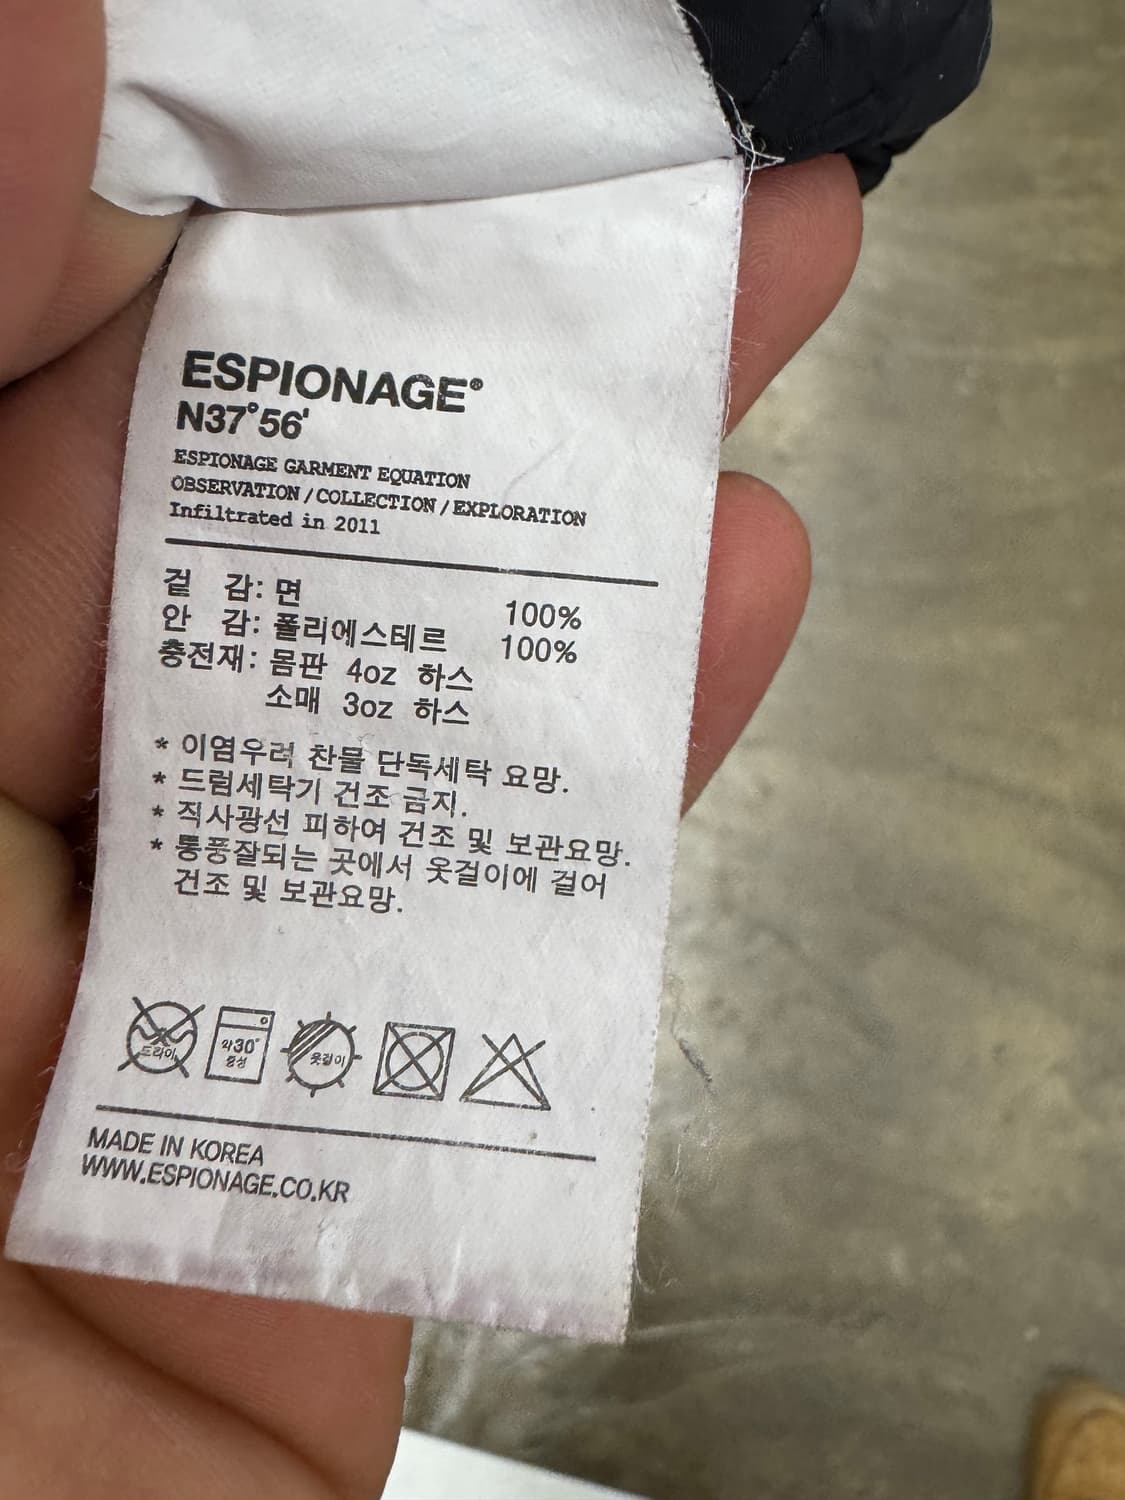 ESPIONAGE®
N37°56'
ESPIONAGE GARMENT EQUATION
OBSERVATION / COLLECTION / EXPLORATION
Infiltrated in 2011
겉 감: 면 100%
안 감: 폴리에스테르 100%
충전재: 몸판 4oz 하스
소매 3oz 하스
* 이염우려 찬물 단독세탁 요망.
* 드럼세탁기 건조 금지.
* 직사광선 피하여 건조 및 보관요망.
* 통풍잘되는 곳에서 옷걸이에 걸어
건조 및 보관요망.
드라이 약30° 중성 옷걸이
MADE IN KOREA
WWW.ESPIONAGE.CO.KR